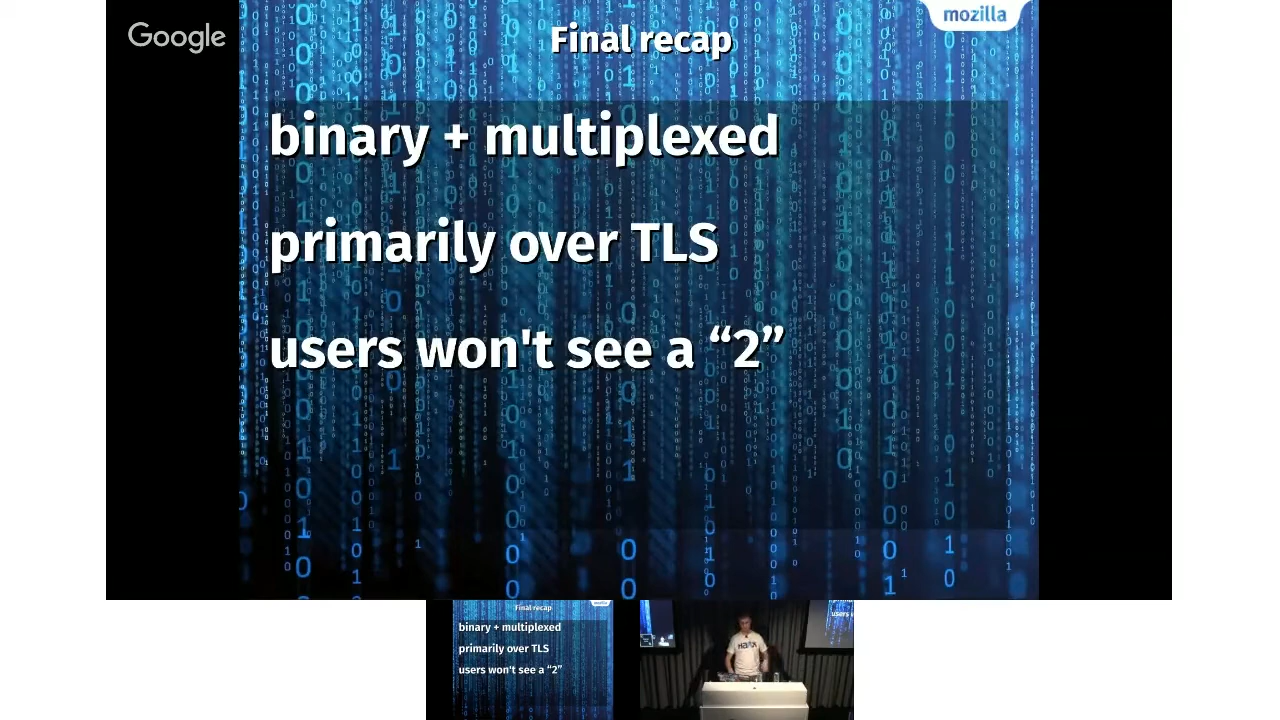 Google
mozilla
Final recap
binary + multiplexed
primarily over TLS
users won't see a “2”
Final recap
mozilla
binary + multiplexed
primarily over TLS
users won't see a “2”